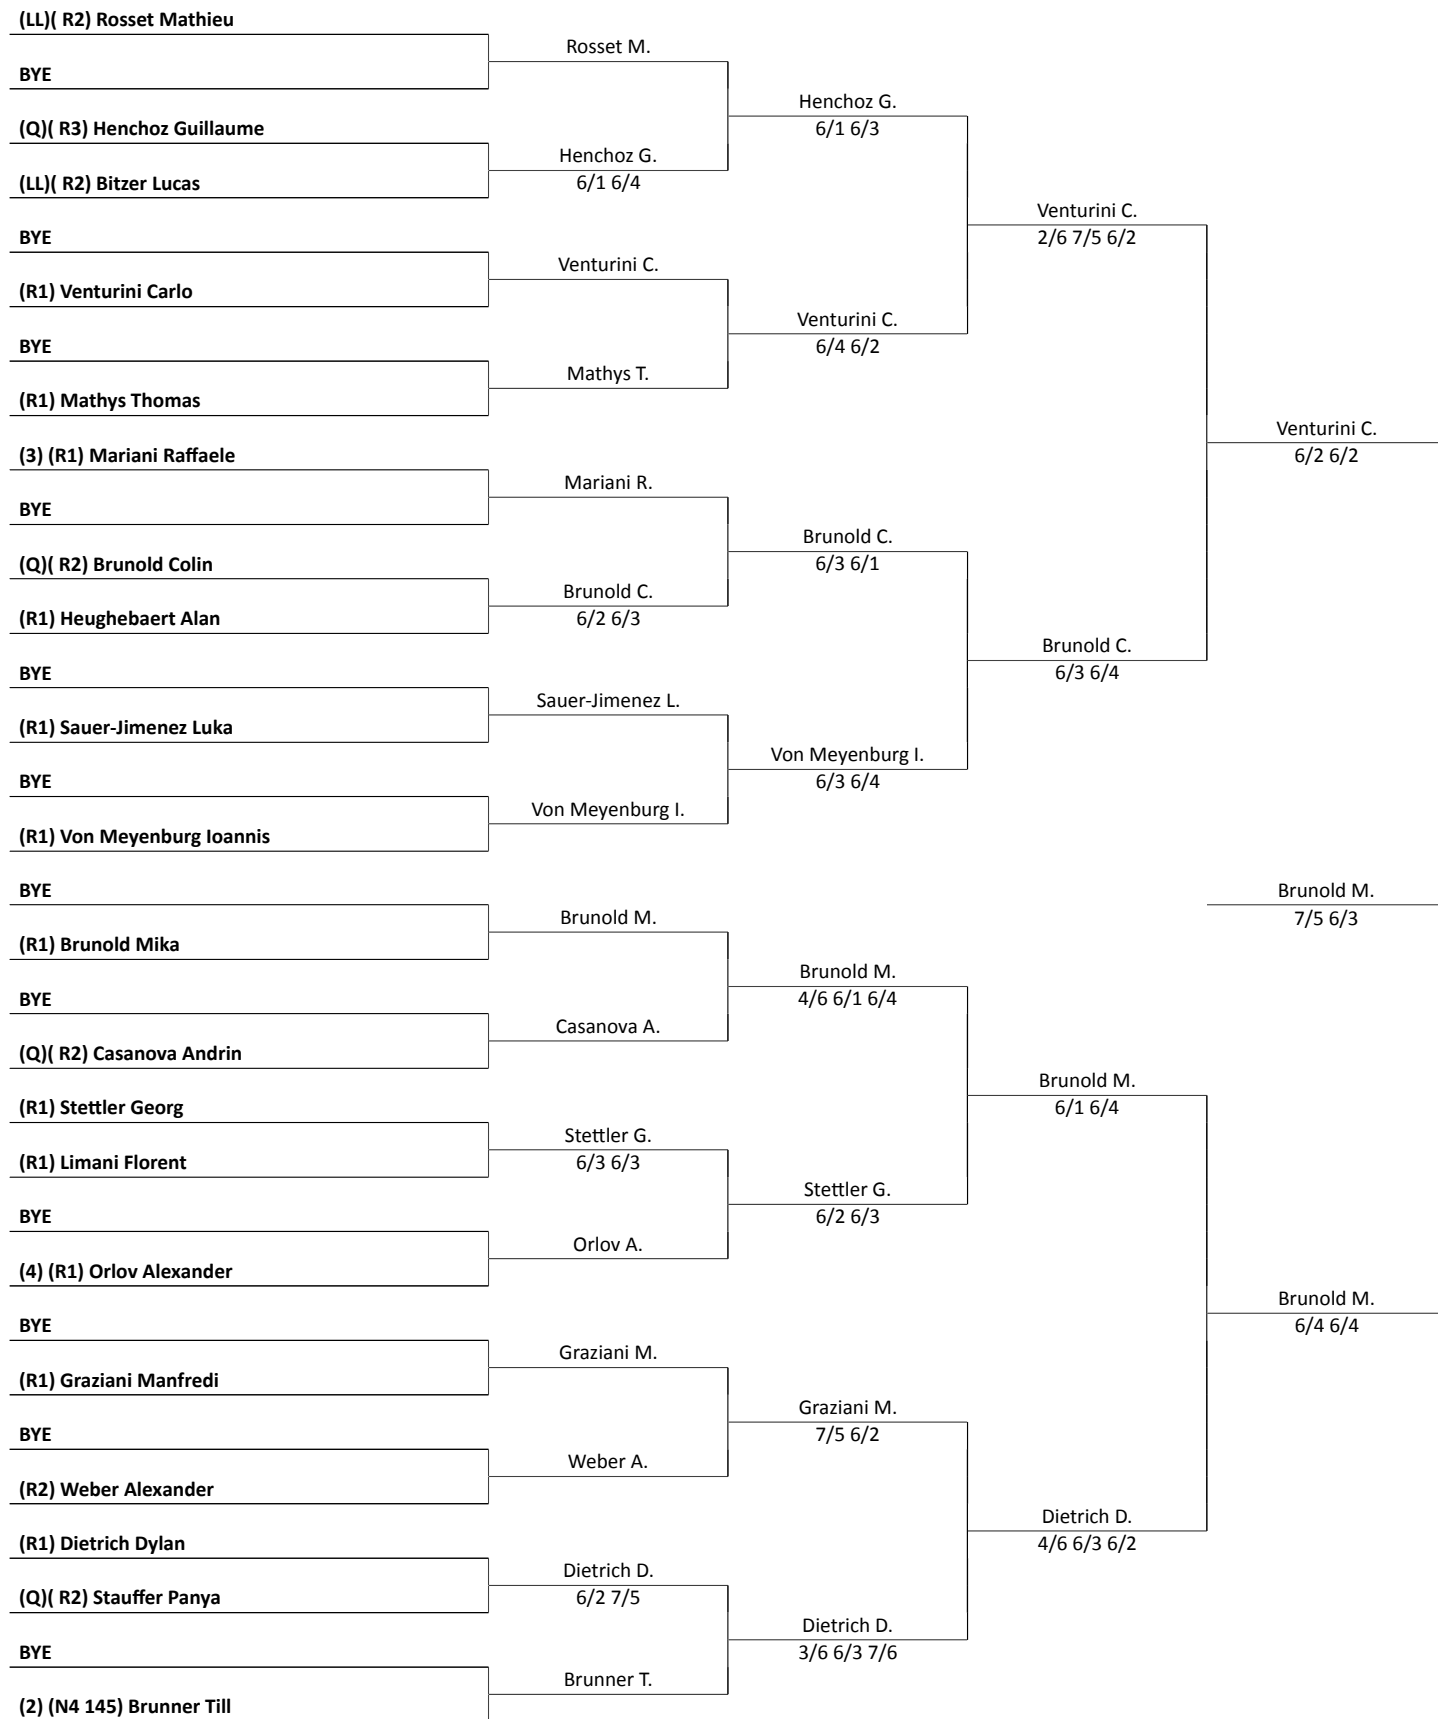 (LL)( R2) Rosset Mathieu
Rosset M.
BYE
Henchoz G.
6/1 6/3
(Q)( R3) Henchoz Guillaume
Henchoz G.
6/1 6/4
(LL)( R2) Bitzer Lucas
Venturini C.
2/6 7/5 6/2
BYE
Venturini C.
(R1) Venturini Carlo
Venturini C.
6/4 6/2
BYE
Mathys T.
(R1) Mathys Thomas
Venturini C.
6/2 6/2
(3) (R1) Mariani Raffaele
Mariani R.
BYE
Brunold C.
6/3 6/1
(Q)( R2) Brunold Colin
Brunold C.
6/2 6/3
(R1) Heughebaert Alan
Brunold C.
6/3 6/4
BYE
Sauer-Jimenez L.
(R1) Sauer-Jimenez Luka
Von Meyenburg I.
6/3 6/4
BYE
Von Meyenburg I.
(R1) Von Meyenburg Ioannis
BYE
Brunold M.
7/5 6/3
Brunold M.
(R1) Brunold Mika
Brunold M.
4/6 6/1 6/4
BYE
Casanova A.
(Q)( R2) Casanova Andrin
Brunold M.
6/1 6/4
(R1) Stettler Georg
Stettler G.
6/3 6/3
(R1) Limani Florent
Stettler G.
6/2 6/3
BYE
Orlov A.
(4) (R1) Orlov Alexander
Brunold M.
6/4 6/4
BYE
Graziani M.
(R1) Graziani Manfredi
Graziani M.
7/5 6/2
BYE
Weber A.
(R2) Weber Alexander
Dietrich D.
4/6 6/3 6/2
(R1) Dietrich Dylan
Dietrich D.
6/2 7/5
(Q)( R2) Stauffer Panya
Dietrich D.
3/6 6/3 7/6
BYE
Brunner T.
(2) (N4 145) Brunner Till